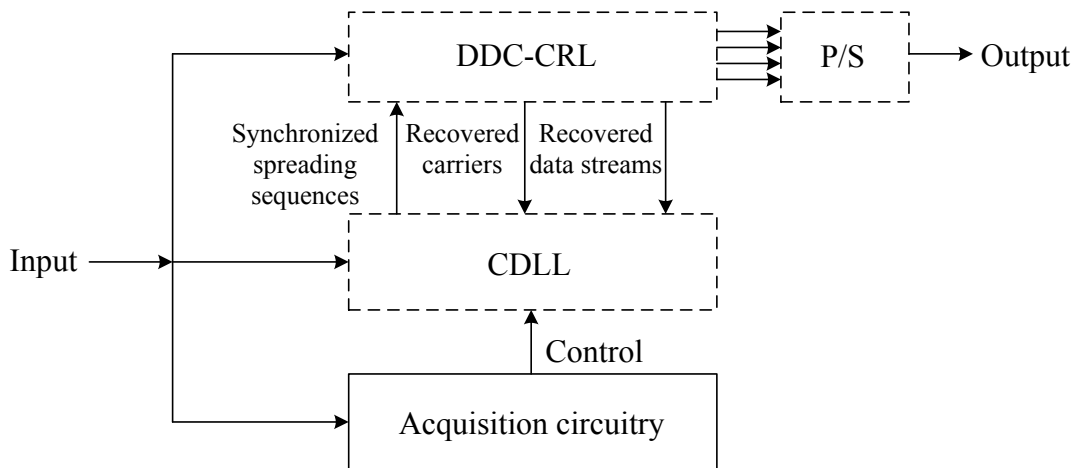 DDC-CRL
P/S
Output
Synchronized
spreading
sequences
Recovered
carriers
Recovered
data streams
Input
CDLL
Control
Acquisition circuitry